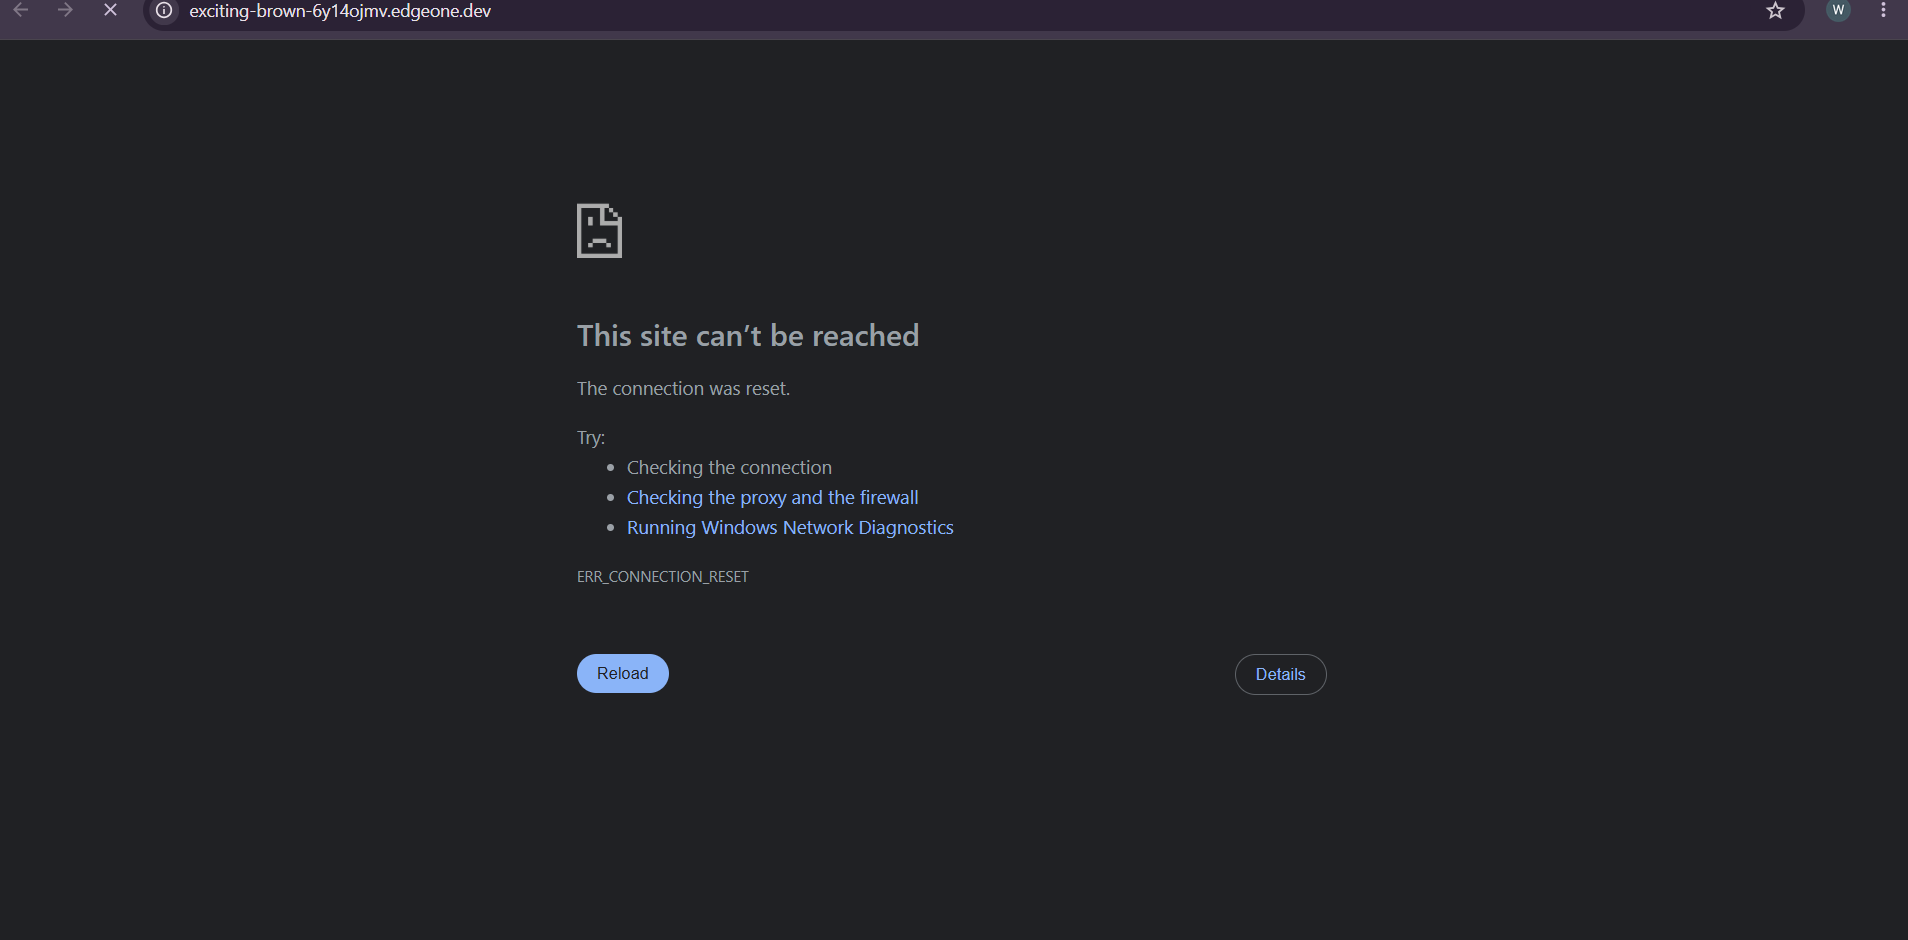 exciting-brown-6y14ojmv.edgeone.dev
W
This site can’t be reached
The connection was reset.
Try:
Checking the connection
Checking the proxy and the firewall
Running Windows Network Diagnostics
ERR_CONNECTION_RESET
Reload
Details